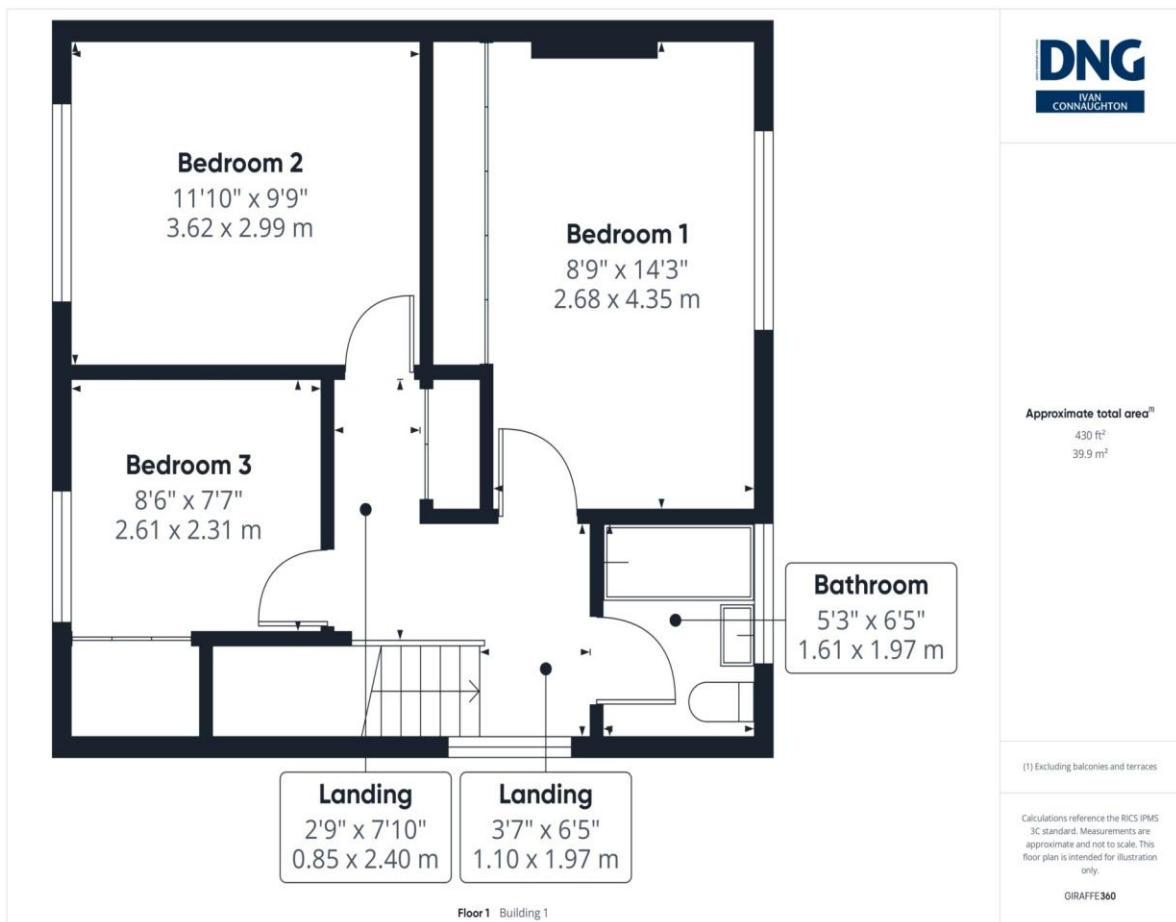 Bedroom 2
11'10" x 9'9"
3.62 x 2.99 m
Bedroom 1
8'9" x 14'3"
2.68 x 4.35 m
Bedroom 3
8'6" x 7'7"
2.61 x 2.31 m
Bathroom
5'3" x 6'5"
1.61 x 1.97 m
Landing
2'9" x 7'10"
0.85 x 2.40 m
Landing
3'7" x 6'5"
1.10 x 1.97 m
Floor 1 Building 1
DNG
IVAN
CONNAUGHTON
Approximate total area(1)
430 ft²
39.9 m²
(1) Excluding balconies and terraces
Calculations reference the RICS IPMS
3C standard. Measurements are
approximate and not to scale. This
floor plan is intended for illustration
only.
GIRAFFE360